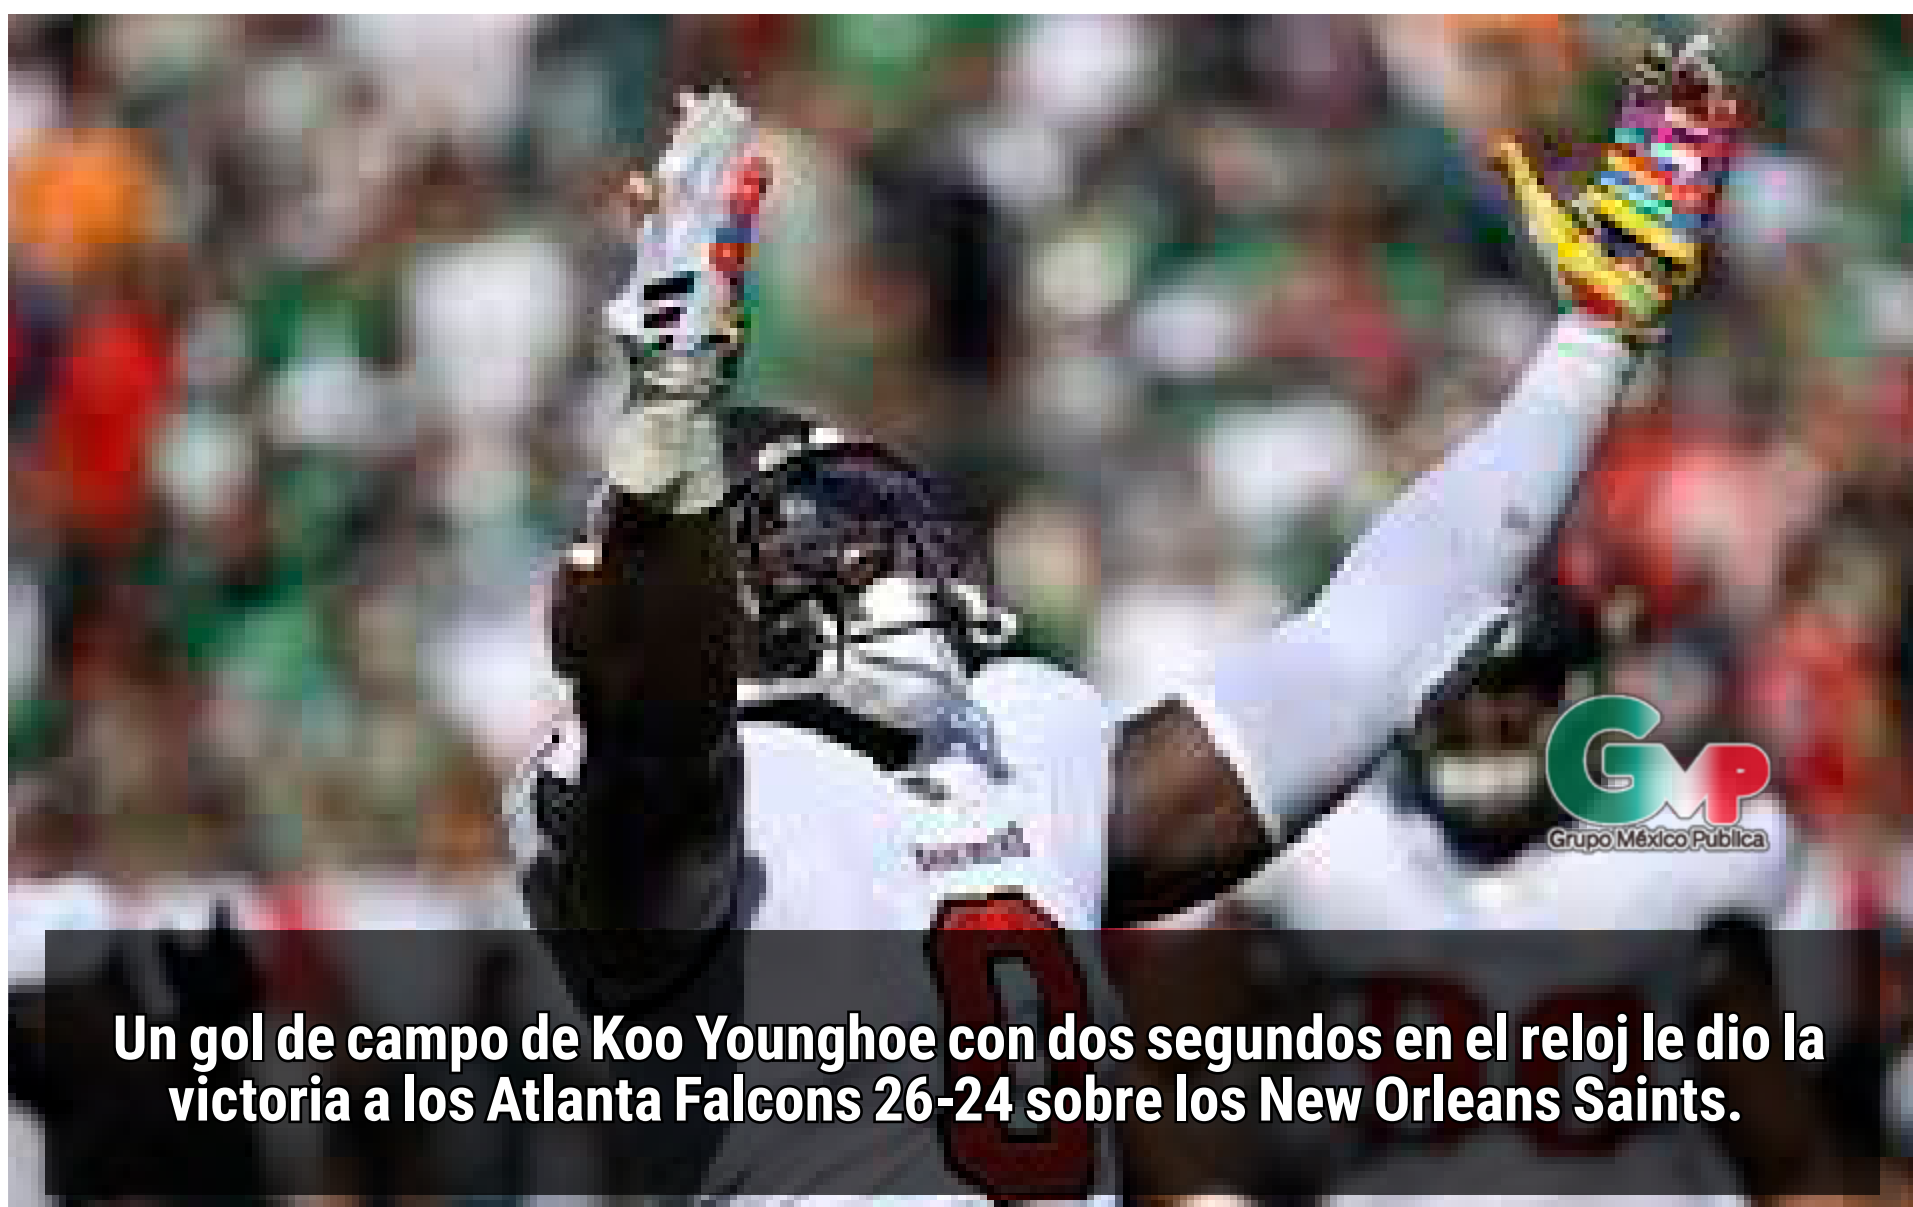 GMP
Grupo México Publica
Un gol de campo de Koo Younghoe con dos segundos en el reloj le dio la
victoria a los Atlanta Falcons 26-24 sobre los New Orleans Saints.